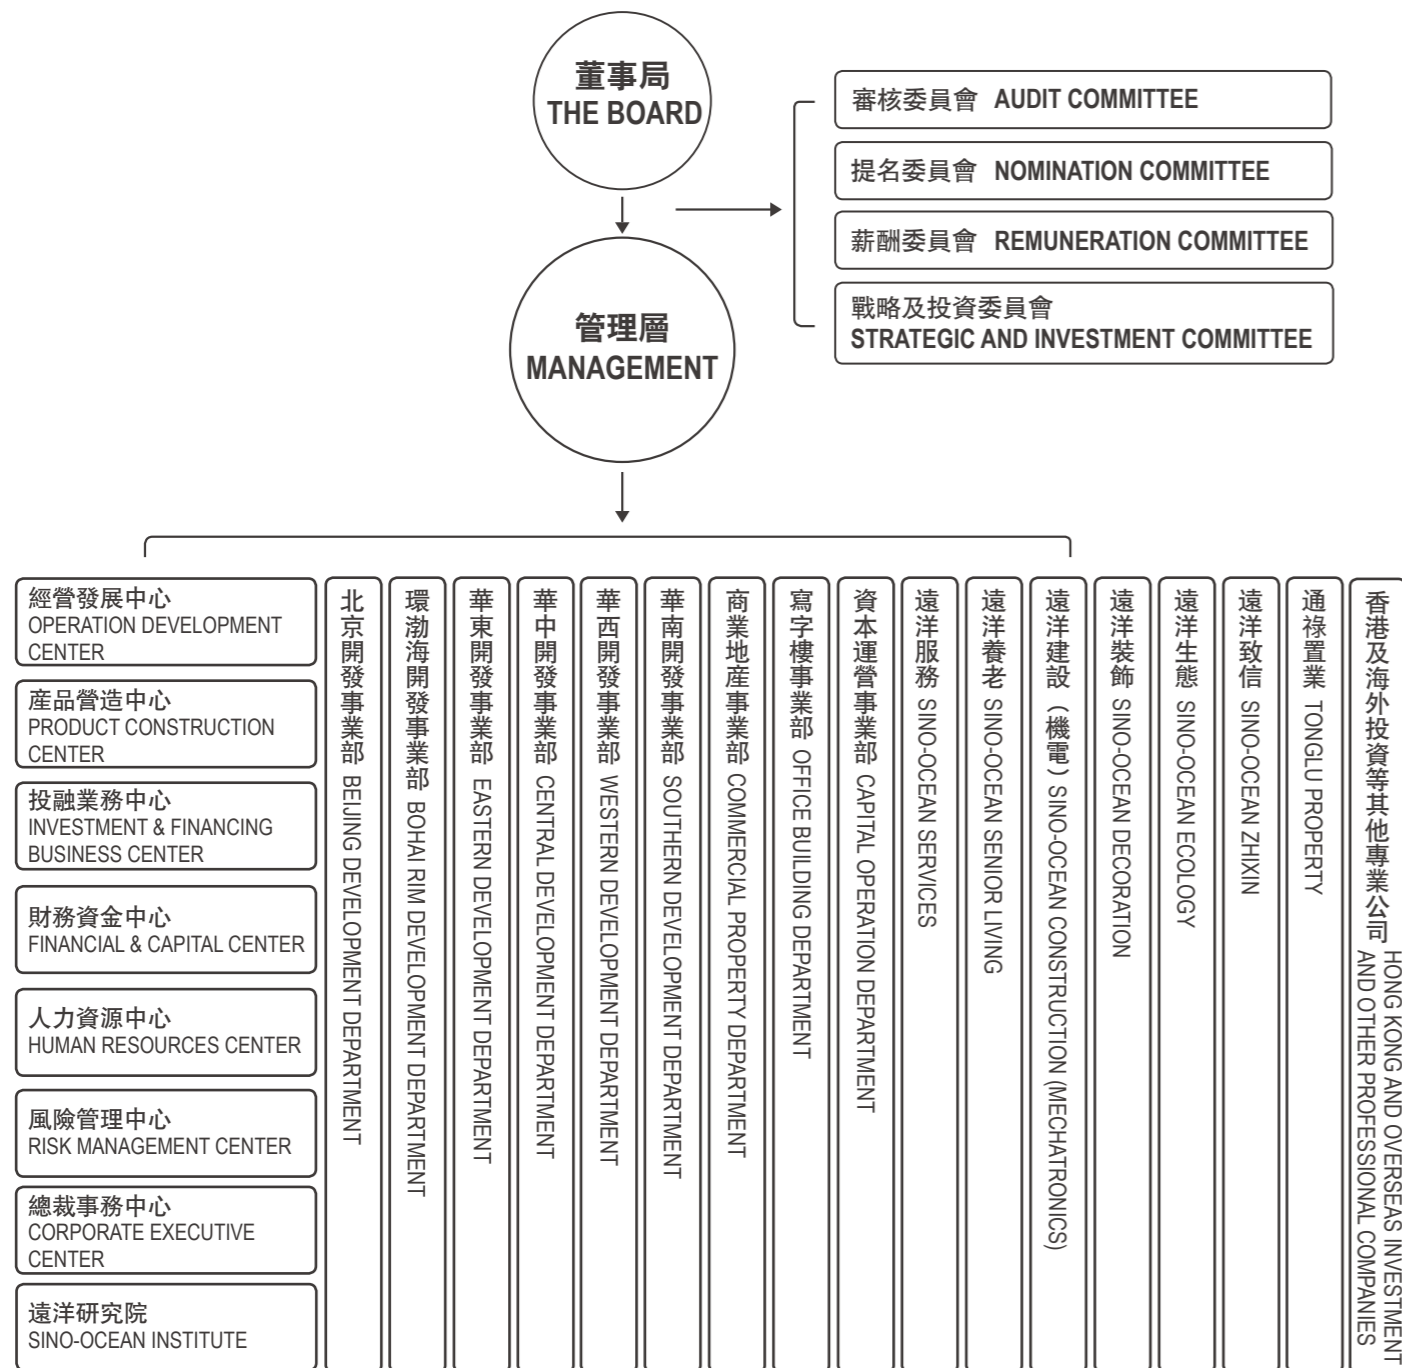 董事局
THE BOARD
審核委員會 AUDIT COMMITTEE
提名委員會 NOMINATION COMMITTEE
薪酬委員會 REMUNERATION COMMITTEE
戰略及投資委員會
STRATEGIC AND INVESTMENT COMMITTEE
管理層
MANAGEMENT
經營發展中心
OPERATION DEVELOPMENT
CENTER
産品營造中心
PRODUCT CONSTRUCTION
CENTER
投融業務中心
INVESTMENT & FINANCING
BUSINESS CENTER
財務資金中心
FINANCIAL & CAPITAL CENTER
人力資源中心
HUMAN RESOURCES CENTER
風險管理中心
RISK MANAGEMENT CENTER
總裁事務中心
CORPORATE EXECUTIVE
CENTER
遠洋研究院
SINO-OCEAN INSTITUTE
北京開發事業部 BEIJING DEVELOPMENT DEPARTMENT
環渤海開發事業部 BOHAI RIM DEVELOPMENT DEPARTMENT
華東開發事業部 EASTERN DEVELOPMENT DEPARTMENT
華中開發事業部 CENTRAL DEVELOPMENT DEPARTMENT
華西開發事業部 WESTERN DEVELOPMENT DEPARTMENT
華南開發事業部 SOUTHERN DEVELOPMENT DEPARTMENT
商業地産事業部 COMMERCIAL PROPERTY DEPARTMENT
寫字樓事業部 OFFICE BUILDING DEPARTMENT
資本運營事業部 CAPITAL OPERATION DEPARTMENT
遠洋服務 SINO-OCEAN SERVICES
遠洋養老 SINO-OCEAN SENIOR LIVING
遠洋建設（機電）SINO-OCEAN CONSTRUCTION (MECHATRONICS)
遠洋裝飾 SINO-OCEAN DECORATION
遠洋生態 SINO-OCEAN ECOLOGY
遠洋致信 SINO-OCEAN ZHIXIN
通祿置業 TONGLU PROPERTY
香港及海外投資等其他專業公司
HONG KONG AND OVERSEAS INVESTMENT
AND OTHER PROFESSIONAL COMPANIES